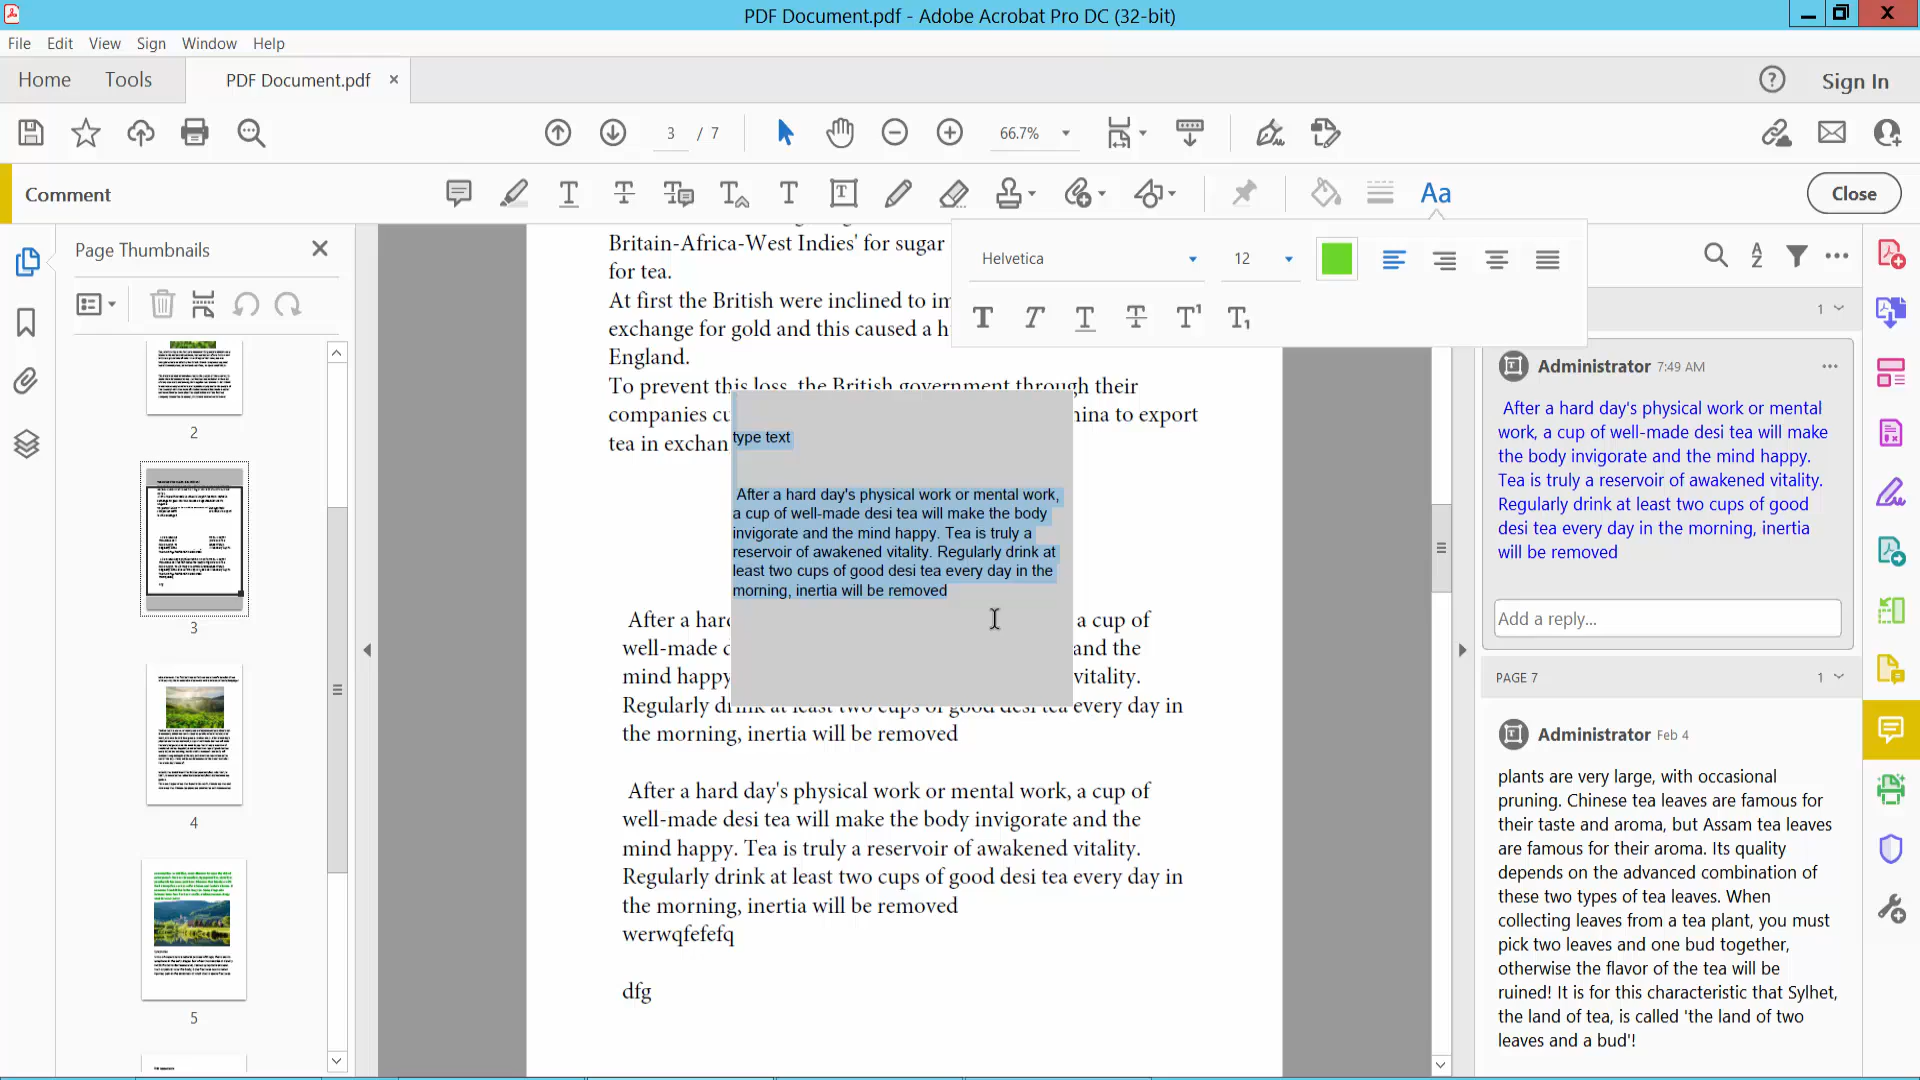 PDF Document.pdf - Adobe Acrobat Pro DC (32-bit)
File Edit View Sign Window Help
Home Tools PDF Document.pdf ×
Sign In
3 / 7
66.7%
Comment
Close
Page Thumbnails
2
3
4
5
Britain-Africa-West Indies' for sugar
for tea.
At first the British were inclined to
exchange for gold and this caused a
England.
To prevent this loss, the British government through their
companies
china to export
tea in
type text
After a hard day's physical work or mental work,
a cup of well-made desi tea will make the body
invigorate and the mind happy. Tea is truly a
reservoir of awakened vitality. Regularly drink at
least two cups of good desi tea every day in the
morning, inertia will be removed
After a
a cup of
well-made
and the
mind happy
vitality.
Regularly drink at least two cups of good desi tea every day in
the morning, inertia will be removed
After a hard day's physical work or mental work, a cup of
well-made desi tea will make the body invigorate and the
mind happy. Tea is truly a reservoir of awakened vitality.
Regularly drink at least two cups of good desi tea every day in
the morning, inertia will be removed
werwqfefefq
dfg
Helvetica
12
1
Administrator 7:49 AM
After a hard day's physical work or mental
work, a cup of well-made desi tea will make
the body invigorate and the mind happy.
Tea is truly a reservoir of awakened vitality.
Regularly drink at least two cups of good
desi tea every day in the morning, inertia
will be removed
Add a reply...
PAGE 7
1
Administrator Feb 4
plants are very large, with occasional
pruning. Chinese tea leaves are famous for
their taste and aroma, but Assam tea leaves
are famous for their aroma. Its quality
depends on the advanced combination of
these two types of tea leaves. When
collecting leaves from a tea plant, you must
pick two leaves and one bud together,
otherwise the flavor of the tea will be
ruined! It is for this characteristic that Sylhet,
the land of tea, is called 'the land of two
leaves and a bud'!